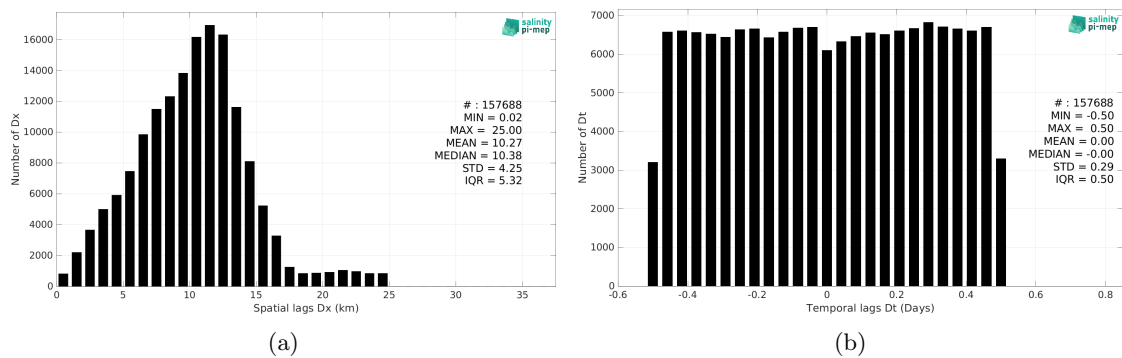 16000
14000
12000
10000
8000
6000
4000
2000
0
Number of Dx
0 5 10 15 20 25 30 35
Spatial lags Dx (km)
salinity
pi-mep
# : 157688
MIN = 0.02
MAX = 25.00
MEAN = 10.27
MEDIAN = 10.38
STD = 4.25
IQR = 5.32
(a)
7000
6000
5000
4000
3000
2000
1000
0
Number of Dt
-0.6 -0.4 -0.2 0 0.2 0.4 0.6 0.8
Temporal lags Dt (Days)
salinity
pi-mep
# : 157688
MIN = -0.50
MAX = 0.50
MEAN = 0.00
MEDIAN = -0.00
STD = 0.29
IQR = 0.50
(b)